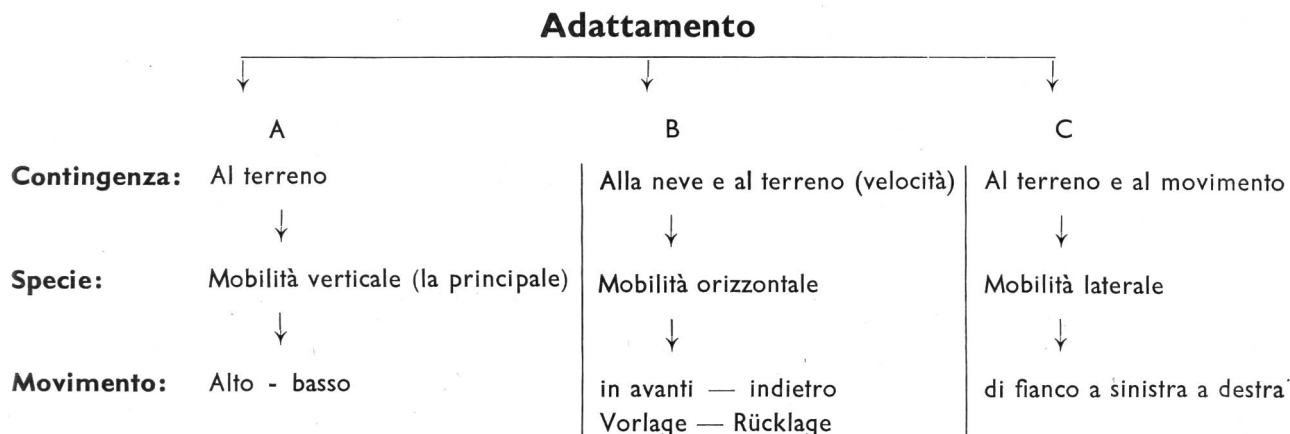 Adattamento
A B C
Contingenza: Al terreno Alla neve e al terreno (velocità) Al terreno e al movimento
Specie: Mobilità verticale (la principale) Mobilità orizzontale Mobilità laterale
Movimento: Alto - basso in avanti — indietro di fianco a sinistra a destra
Vorlage — Rücklage